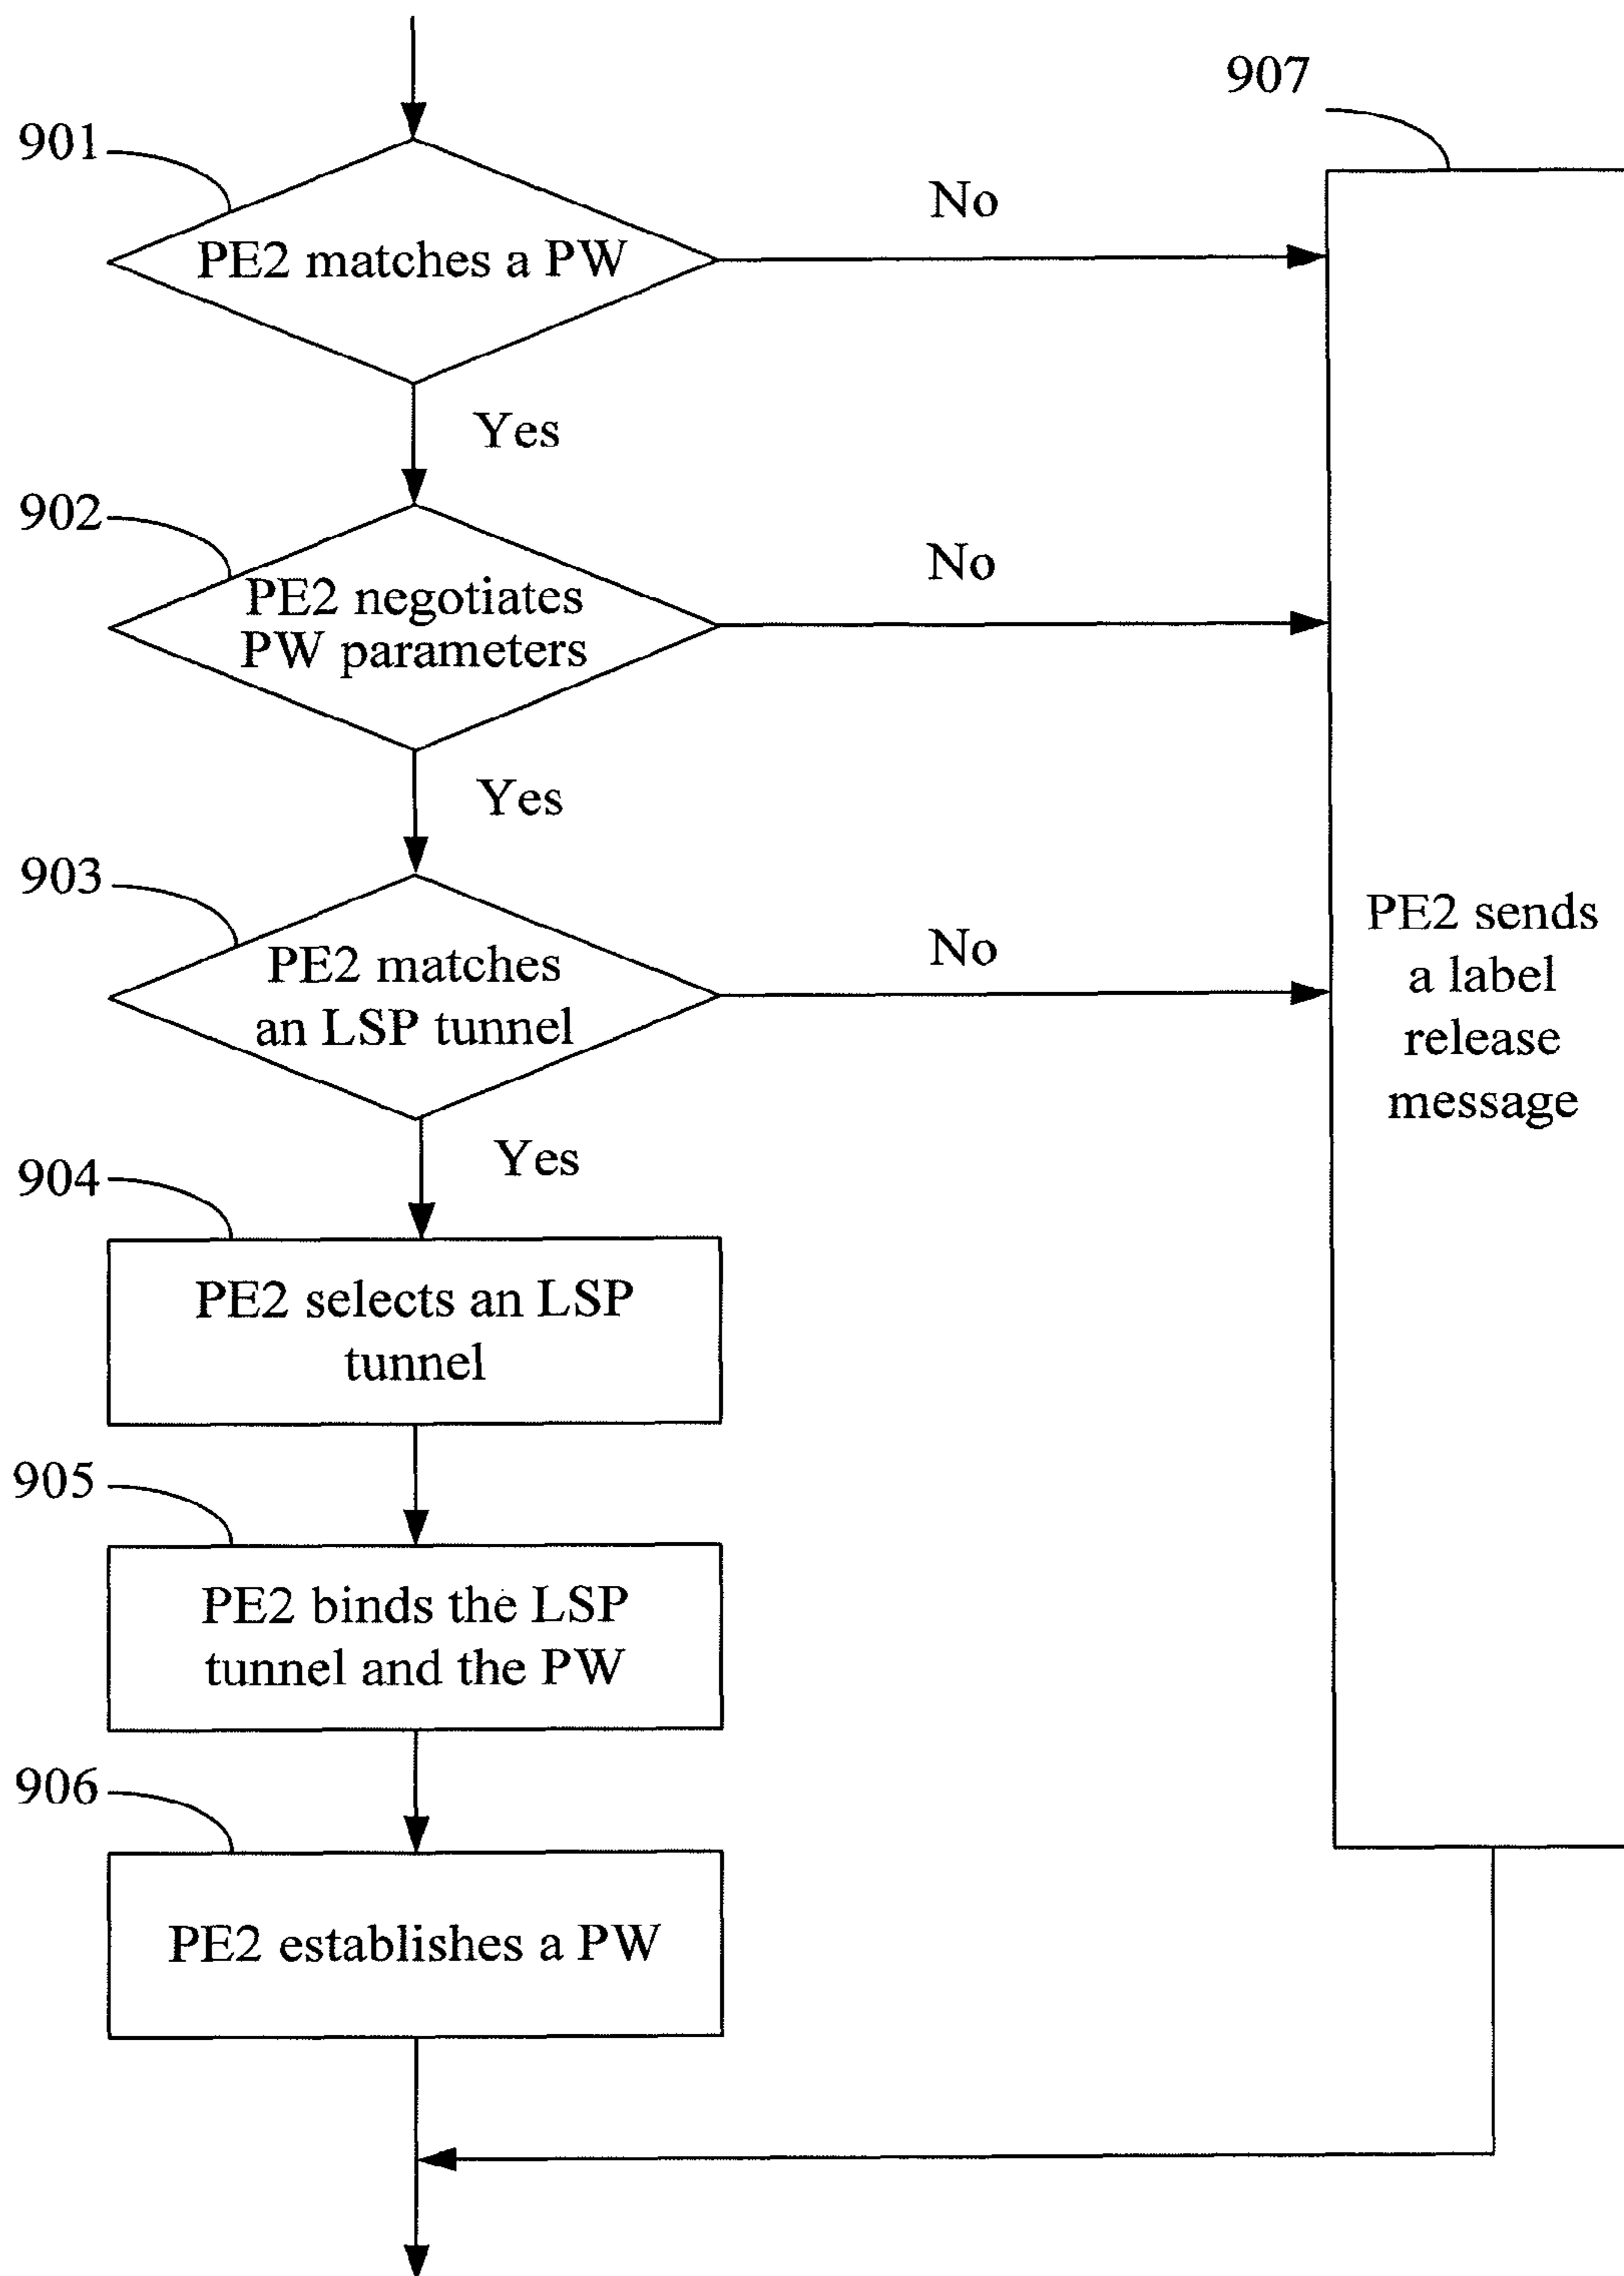 907
901
No
PE2 matches a PW
Yes
902
No
PE2 negotiates
PW parameters
Yes
903
No
PE2 matches
an LSP tunnel
PE2 sends
a label
release
message
Yes
904
PE2 selects an LSP
tunnel
905
PE2 binds the LSP
tunnel and the PW
906
PE2 establishes a PW